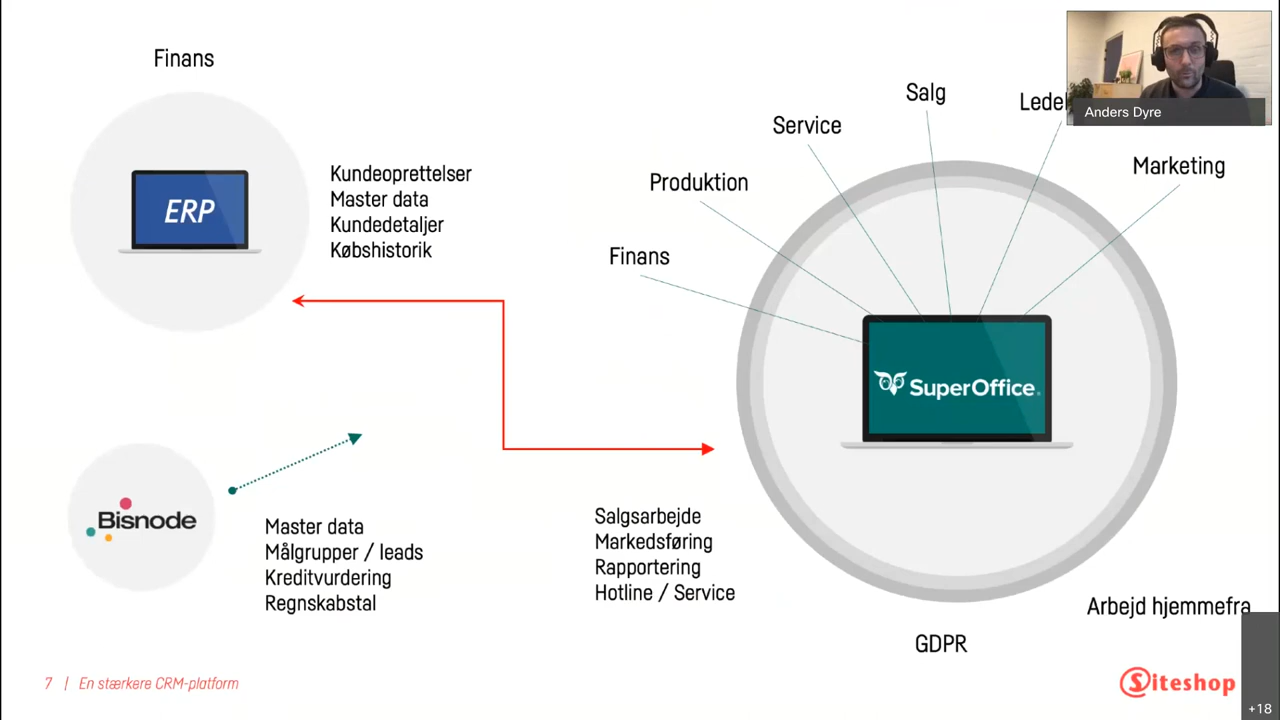 Finans
ERP
Kundeoprettelser
Master data
Kundedetaljer
Købshistorik
Bisnode
Master data
Målgrupper / leads
Kreditvurdering
Regnskabstal
Salgsarbejde
Markedsføring
Rapportering
Hotline / Service
Finans
Produktion
Service
Salg
Marketing
Anders Dyre
SuperOffice
GDPR
Arbejd hjemmefra
7 | En stærkere CRM-platform
Siteshop
+18